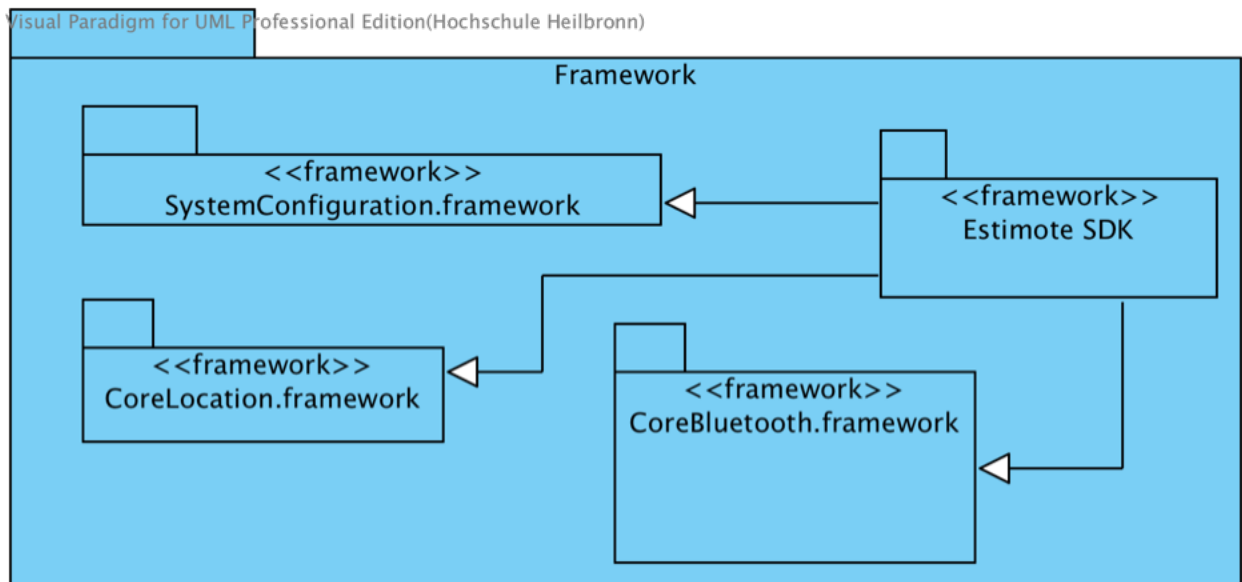 Visual Paradigm for UML Professional Edition(Hochschule Heilbronn)
Framework
<<framework>>
SystemConfiguration.framework
<<framework>>
Estimote SDK
<<framework>>
CoreLocation.framework
<<framework>>
CoreBluetooth.framework